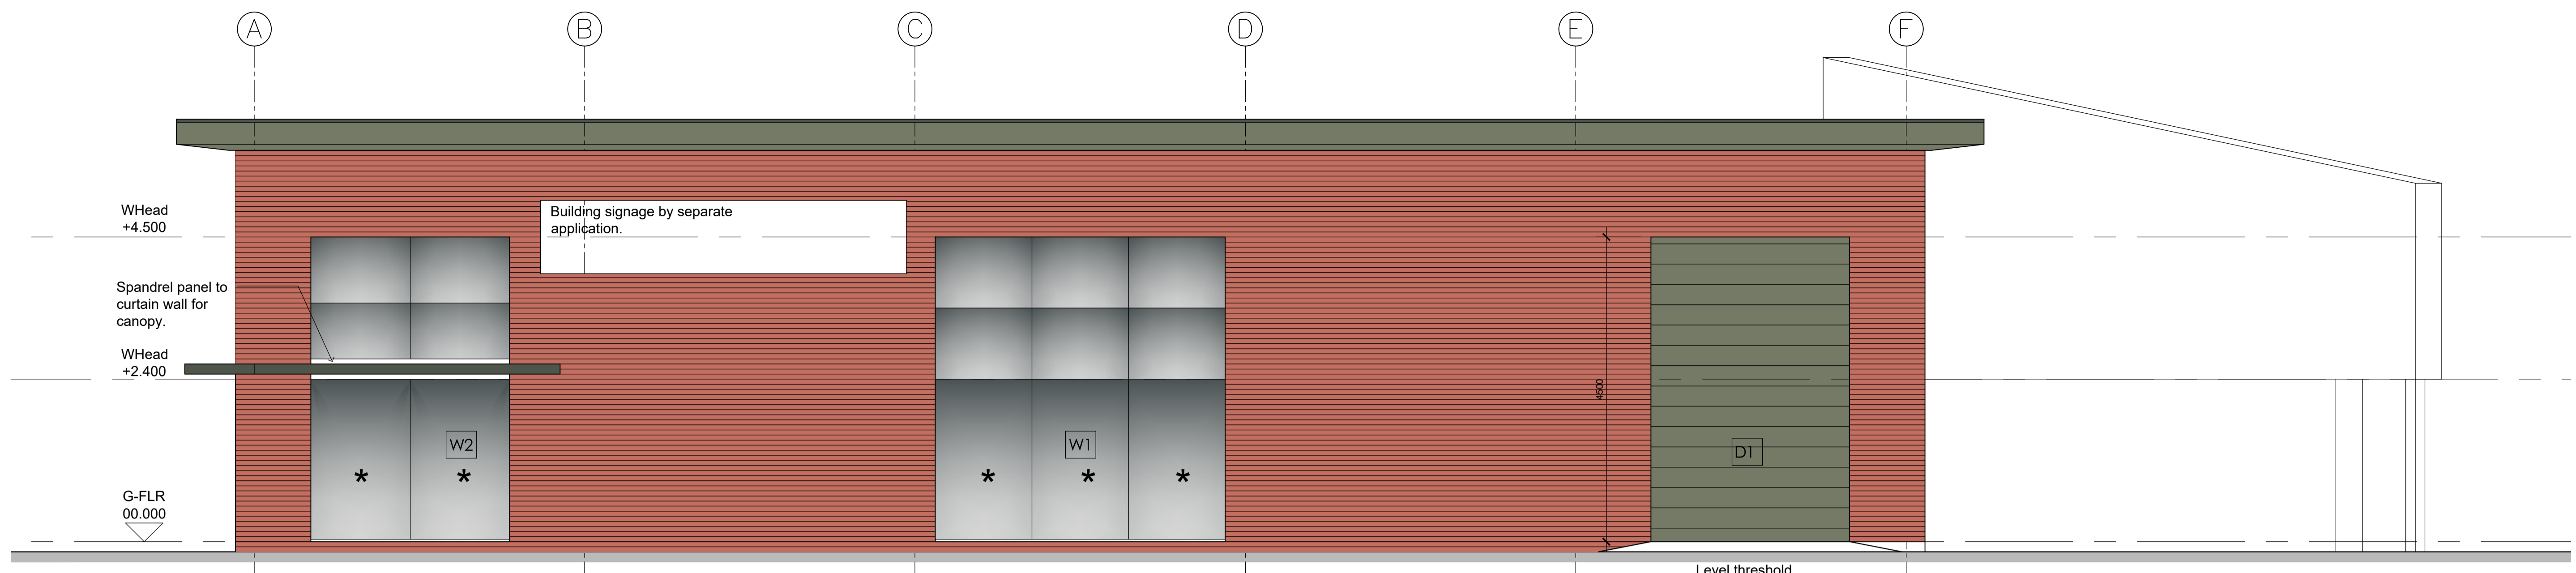 A B C D E F
WHead
+4.500
Building signage by separate
application.
Spandrel panel to
curtain wall for
canopy.
WHead
+2.400
4500
W2
W1
D1
* * * * *
G-FLR
00.000
Level threshold